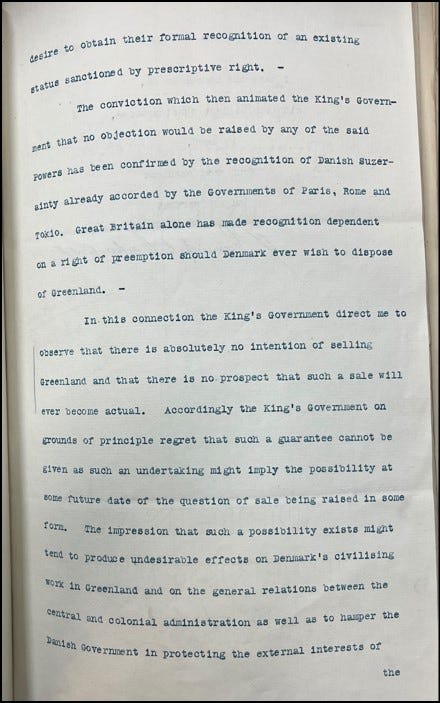 desire to obtain their formal recognition of an existing
status sanctioned by prescriptive right. -
The conviction which then animated the King's Govern-
ment that no objection would be raised by any of the said
Powers has been confirmed by the recognition of Danish Suzer-
ainty already accorded by the Governments of Paris, Rome and
Tokio. Great Britain alone has made recognition dependent
on a right of preemption should Denmark ever wish to dispose
of Greenland. -
In this connection the King's Government direct me to
observe that there is absolutely no intention of selling
Greenland and that there is no prospect that such a sale will
ever become actual. Accordingly the King's Government on
grounds of principle regret that such a guarantee cannot be
given as such an undertaking might imply the possibility at
some future date of the question of sale being raised in some
form. The impression that such a possibility exists might
tend to produce undesirable effects on Denmark's civilising
work in Greenland and on the general relations between the
central and colonial administration as well as to hamper the
Danish Government in protecting the external interests of
the